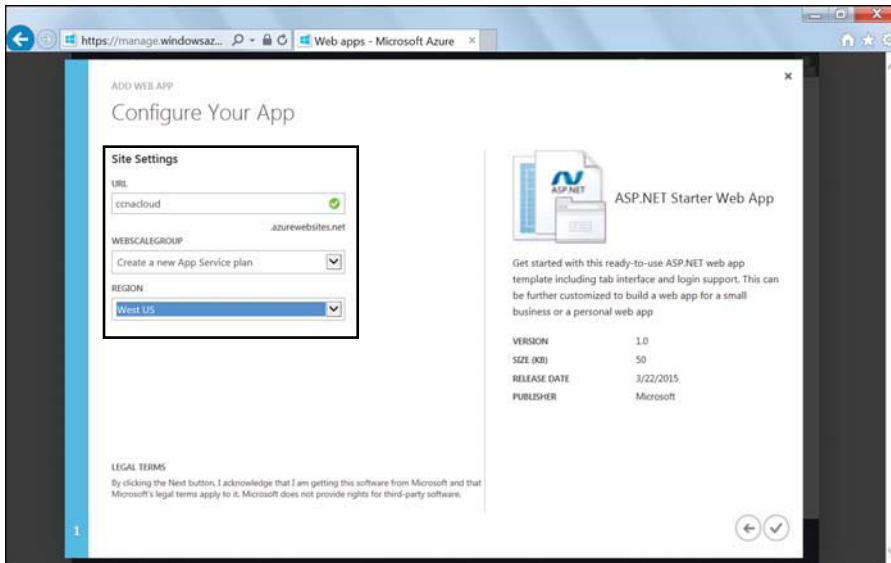 https://manage.windowsaz...
Web apps - Microsoft Azure
ADD WEB APP
Configure Your App
Site Settings
URL
ccnacloud
.azurewebsites.net
WEBSCALEGROUP
Create a new App Service plan
REGION
West US
LEGAL TERMS
By clicking the Next button, I acknowledge that I am getting this software from Microsoft and that
Microsoft's legal terms apply to it. Microsoft does not provide rights for third-party software.
1
ASP.NET
ASP.NET Starter Web App
Get started with this ready-to-use ASP.NET web app
template including tab interface and login support. This can
be further customized to build a web app for a small
business or a personal web app
VERSION 1.0
SIZE (KB) 50
RELEASE DATE 3/22/2015
PUBLISHER Microsoft